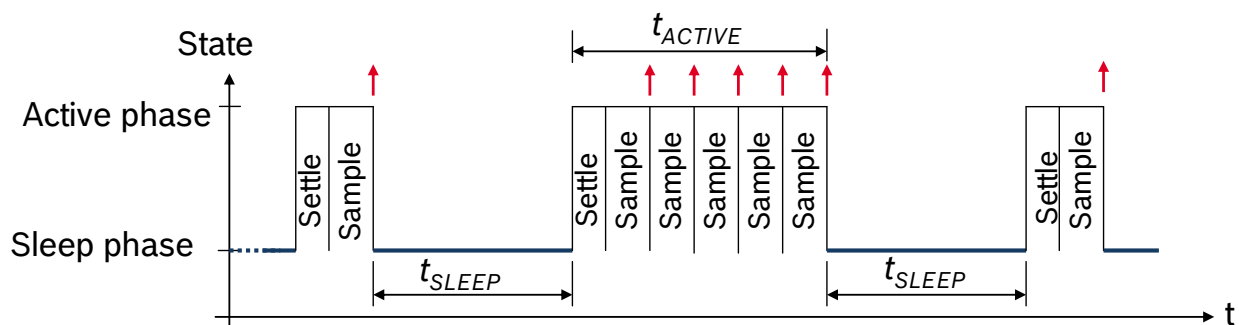 t_ACTIVE
State
Active phase
Settle
Sample
Settle
Sample
Sample
Sample
Sample
Sample
Settle
Sample
Sleep phase
t_SLEEP
t_SLEEP
t